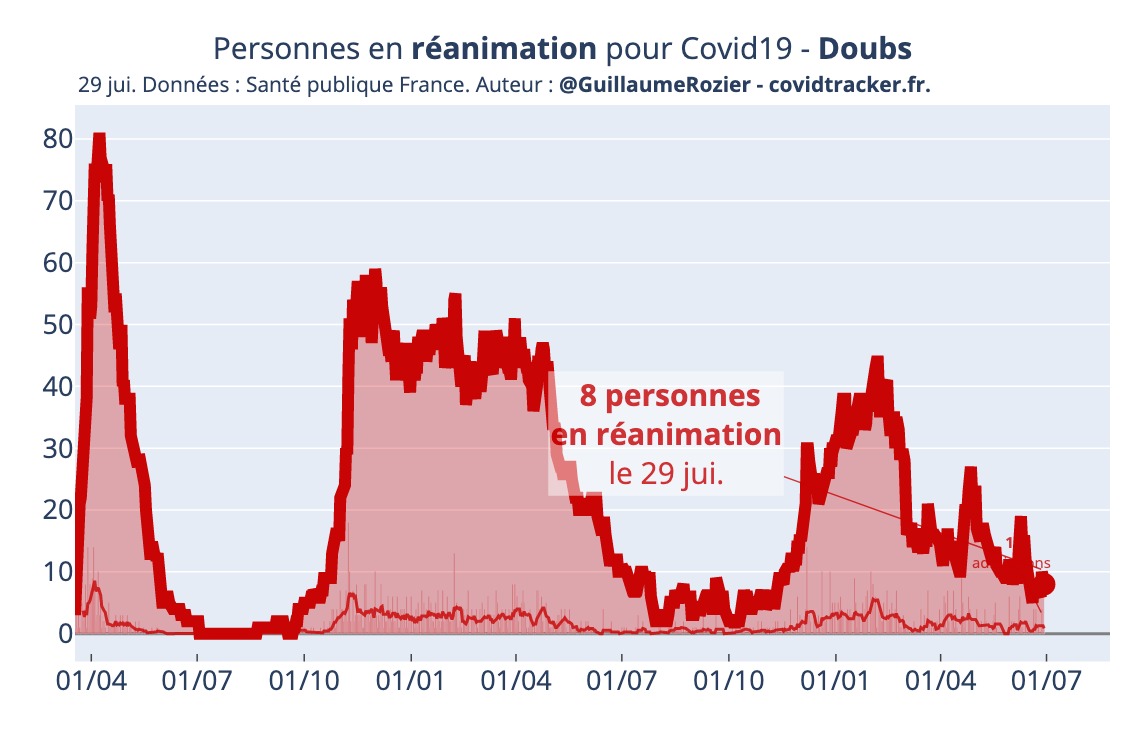 Personnes en réanimation pour Covid19 - Doubs
29 jui. Données : Santé publique France. Auteur : @GuillaumeRozier - covidtracker.fr.
80
70
60
50
40
30
20
10
0
8 personnes
en réanimation
le 29 jui.
01/04 01/07 01/10 01/01 01/04 01/07 01/10 01/01 01/04 01/07